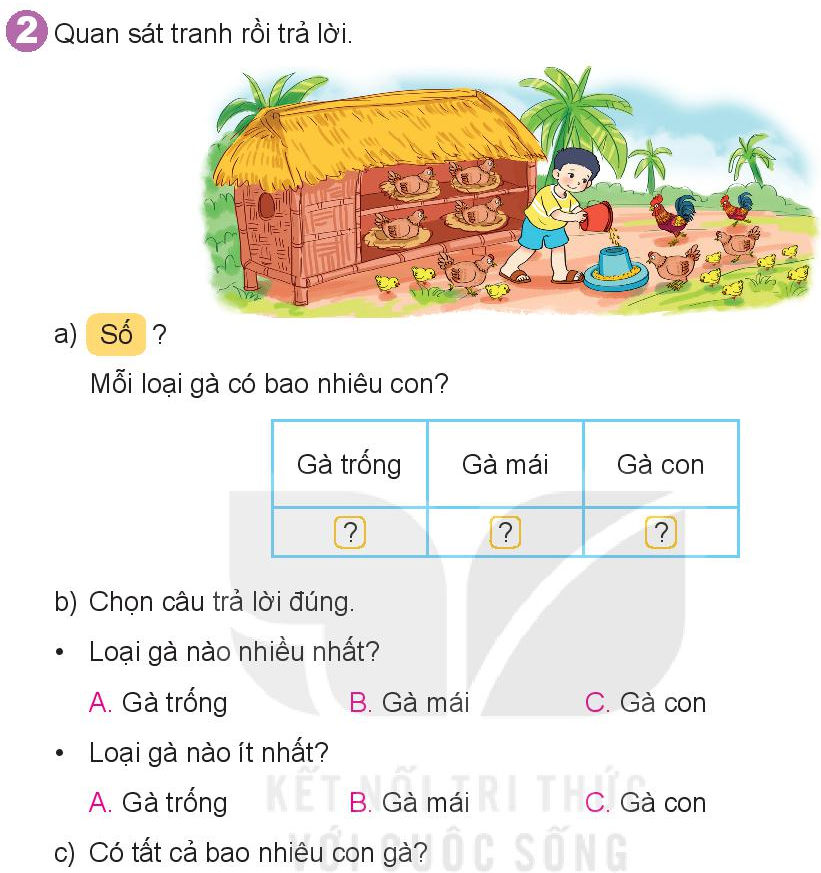 2 Quan sát tranh rồi trả lời.
a) Số ?
Mỗi loại gà có bao nhiêu con?
Gà trống Gà mái Gà con
? ? ?
b) Chọn câu trả lời đúng.
• Loại gà nào nhiều nhất?
A. Gà trống B. Gà mái C. Gà con
• Loại gà nào ít nhất?
A. Gà trống B. Gà mái C. Gà con
c) Có tất cả bao nhiêu con gà?
KẾT NỐI TRI THỨC
VỚI CUỘC SỐNG